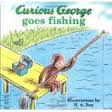 Curious George
goes fishing
Illustrations by
H. A. Rey